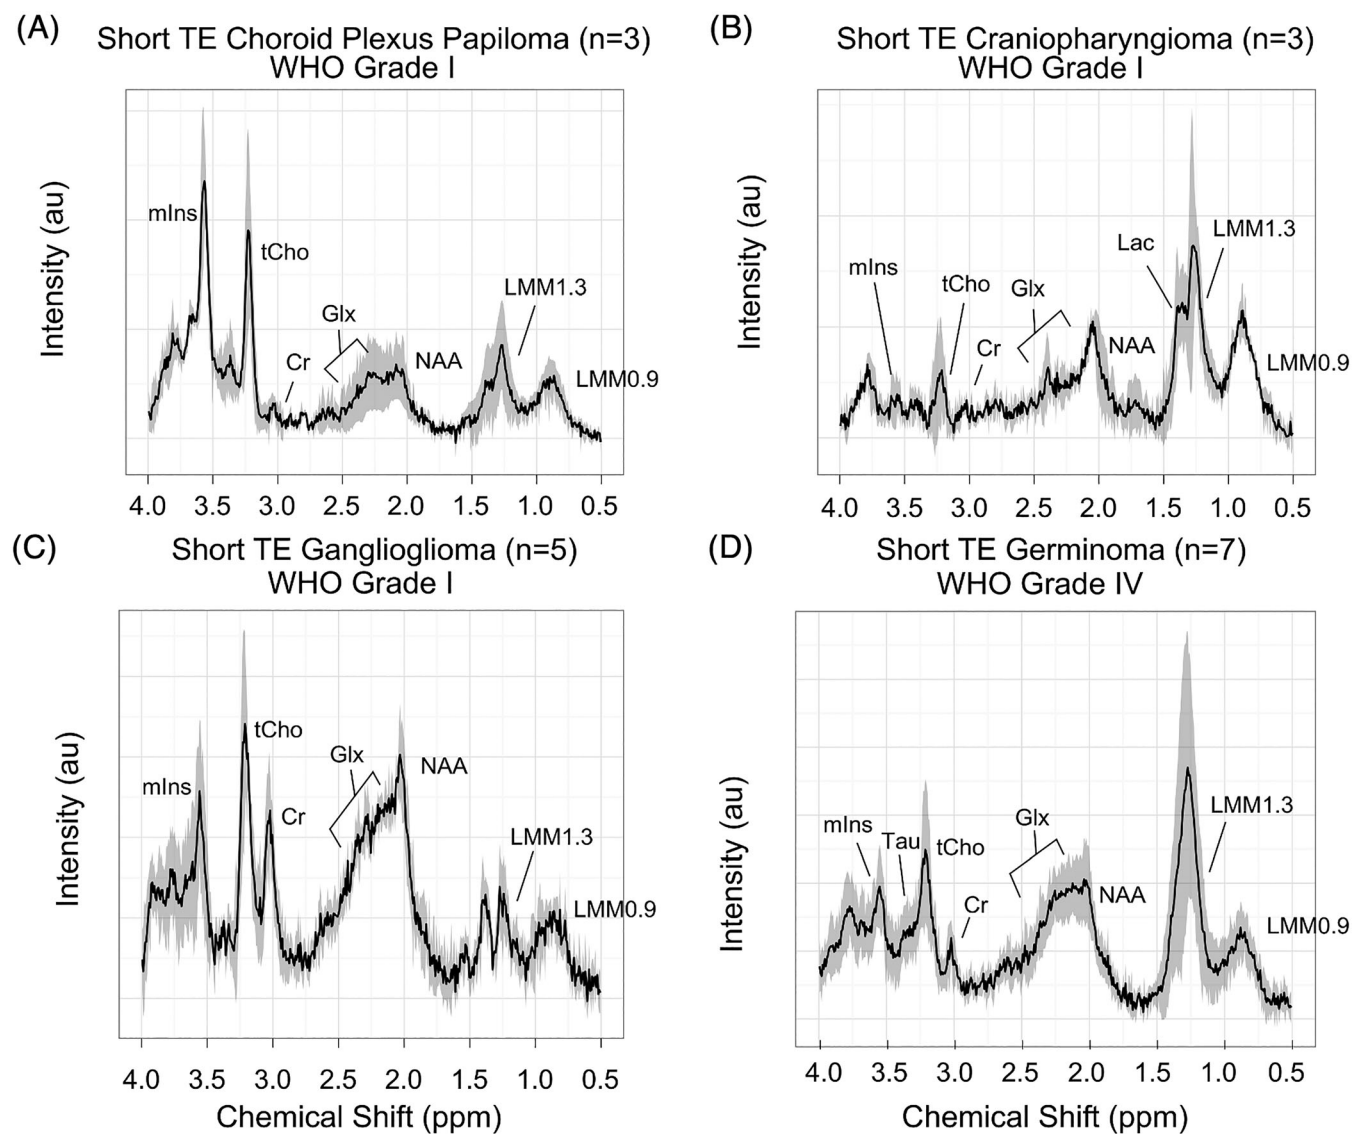 (A)
Short TE Choroid Plexus Papiloma (n=3)
WHO Grade I
Intensity (au)
mIns
tCho
Cr
Glx
NAA
LMM1.3
LMM0.9
4.0 3.5 3.0 2.5 2.0 1.5 1.0 0.5
(B)
Short TE Craniopharyngioma (n=3)
WHO Grade I
Intensity (au)
mIns
tCho
Cr
Glx
NAA
Lac
LMM1.3
LMM0.9
4.0 3.5 3.0 2.5 2.0 1.5 1.0 0.5
(C)
Short TE Ganglioglioma (n=5)
WHO Grade I
Intensity (au)
mIns
tCho
Cr
Glx
NAA
LMM1.3
LMM0.9
4.0 3.5 3.0 2.5 2.0 1.5 1.0 0.5
Chemical Shift (ppm)
(D)
Short TE Germinoma (n=7)
WHO Grade IV
Intensity (au)
mIns
Tau
tCho
Cr
Glx
NAA
LMM1.3
LMM0.9
4.0 3.5 3.0 2.5 2.0 1.5 1.0 0.5
Chemical Shift (ppm)